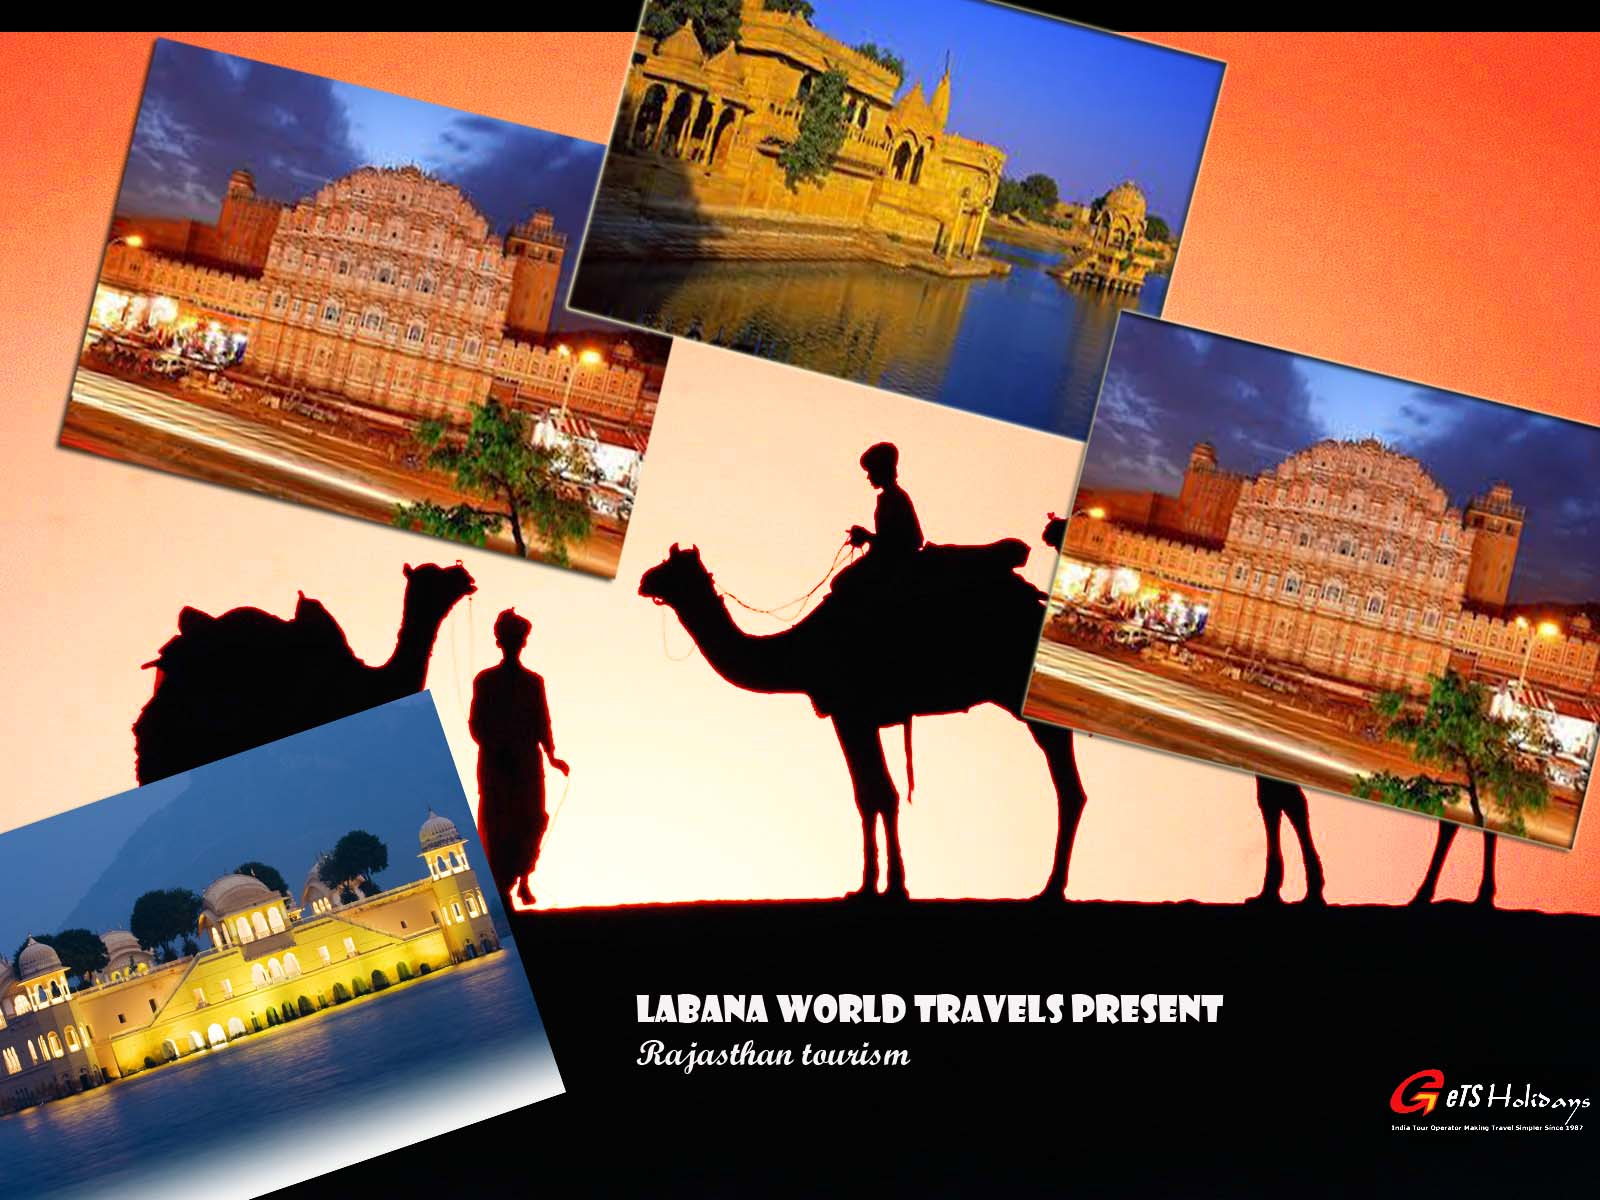 LABANA WORLD TRAVELS PRESENT
Rajasthan tourism
GeTS Holidays
India Tour Operator Making Travel Simpler Since 1987